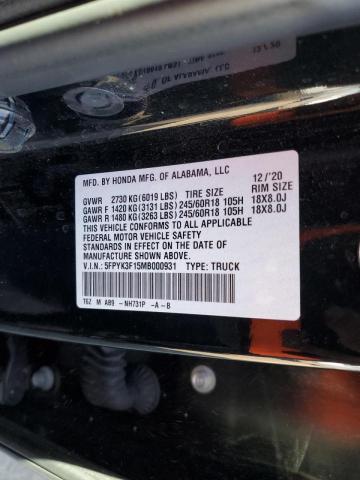 MFD. BY HONDA MFG. OF ALABAMA, LLC 12/'20
GVWR 2730 KG(6019 LBS) TIRE SIZE RIM SIZE
GAWR F 1420 KG(3131 LBS) 245/60R18 105H 18X8.0J
GAWR R 1480 KG(3263 LBS) 245/60R18 105H 18X8.0J
THIS VEHICLE CONFORMS TO ALL APPLICABLE
FEDERAL MOTOR VEHICLE SAFETY
STANDARDS IN EFFECT ON THE DATE OF
MANUFACTURE SHOWN ABOVE.
V.I.N.: 5FPYK3F15MB000931 TYPE: TRUCK
T6Z M AB9 -NH731P -A-B